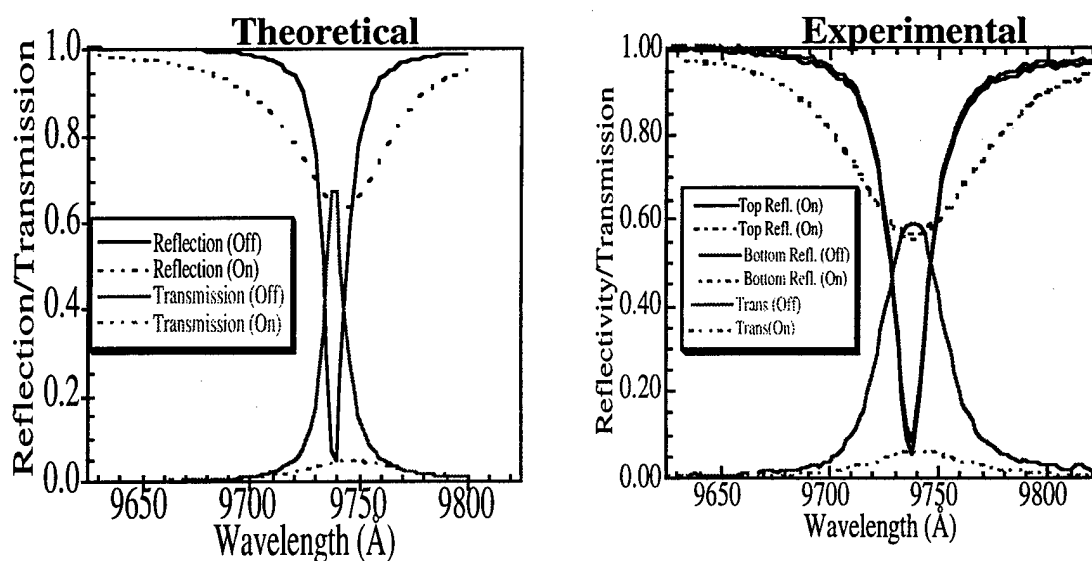 Theoretical
Reflection/Transmission
1.0
0.8
0.6
0.4
0.2
0.0
Reflection (Off)
Reflection (On)
Transmission (Off)
Transmission (On)
9650
9700
9750
9800
Wavelength (Å)
Experimental
Reflectivity/Transmission
1.00
0.80
0.60
0.40
0.20
0.00
Top Refl. (On)
Top Refl. (On)
Bottom Refl. (Off)
Bottom Refl. (On)
Trans (Off)
Trans(On)
9650
9700
9750
9800
Wavelength (Å)